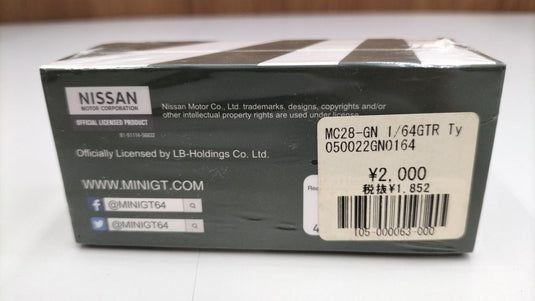 NISSAN
MOTOR CORPORATION
OFFICIAL LICENSED PRODUCT
Nissan Motor Co., Ltd. trademarks, designs, copyrights and/or
other intellectual property rights are used under license
Officially Licensed by LB-Holdings Co. Ltd.
WWW.MINIGT.COM
@MINIGT64
@MINIGT64
MC28-GN 1/64GTR Ty
050022GN0164
¥2,000
税抜¥1,852
105-000063-000